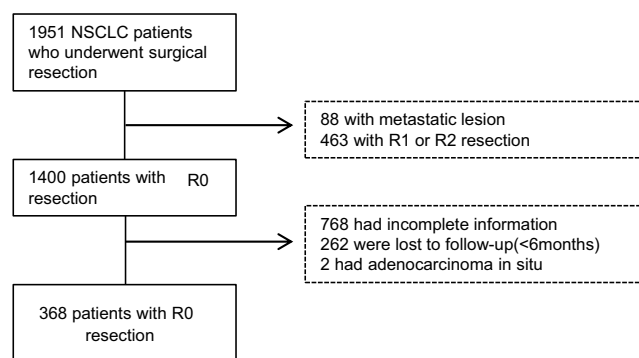 1951 NSCLC patients
who underwent surgical
resection
88 with metastatic lesion
463 with R1 or R2 resection
1400 patients with R0
resection
768 had incomplete information
262 were lost to follow-up(<6months)
2 had adenocarcinoma in situ
368 patients with R0
resection